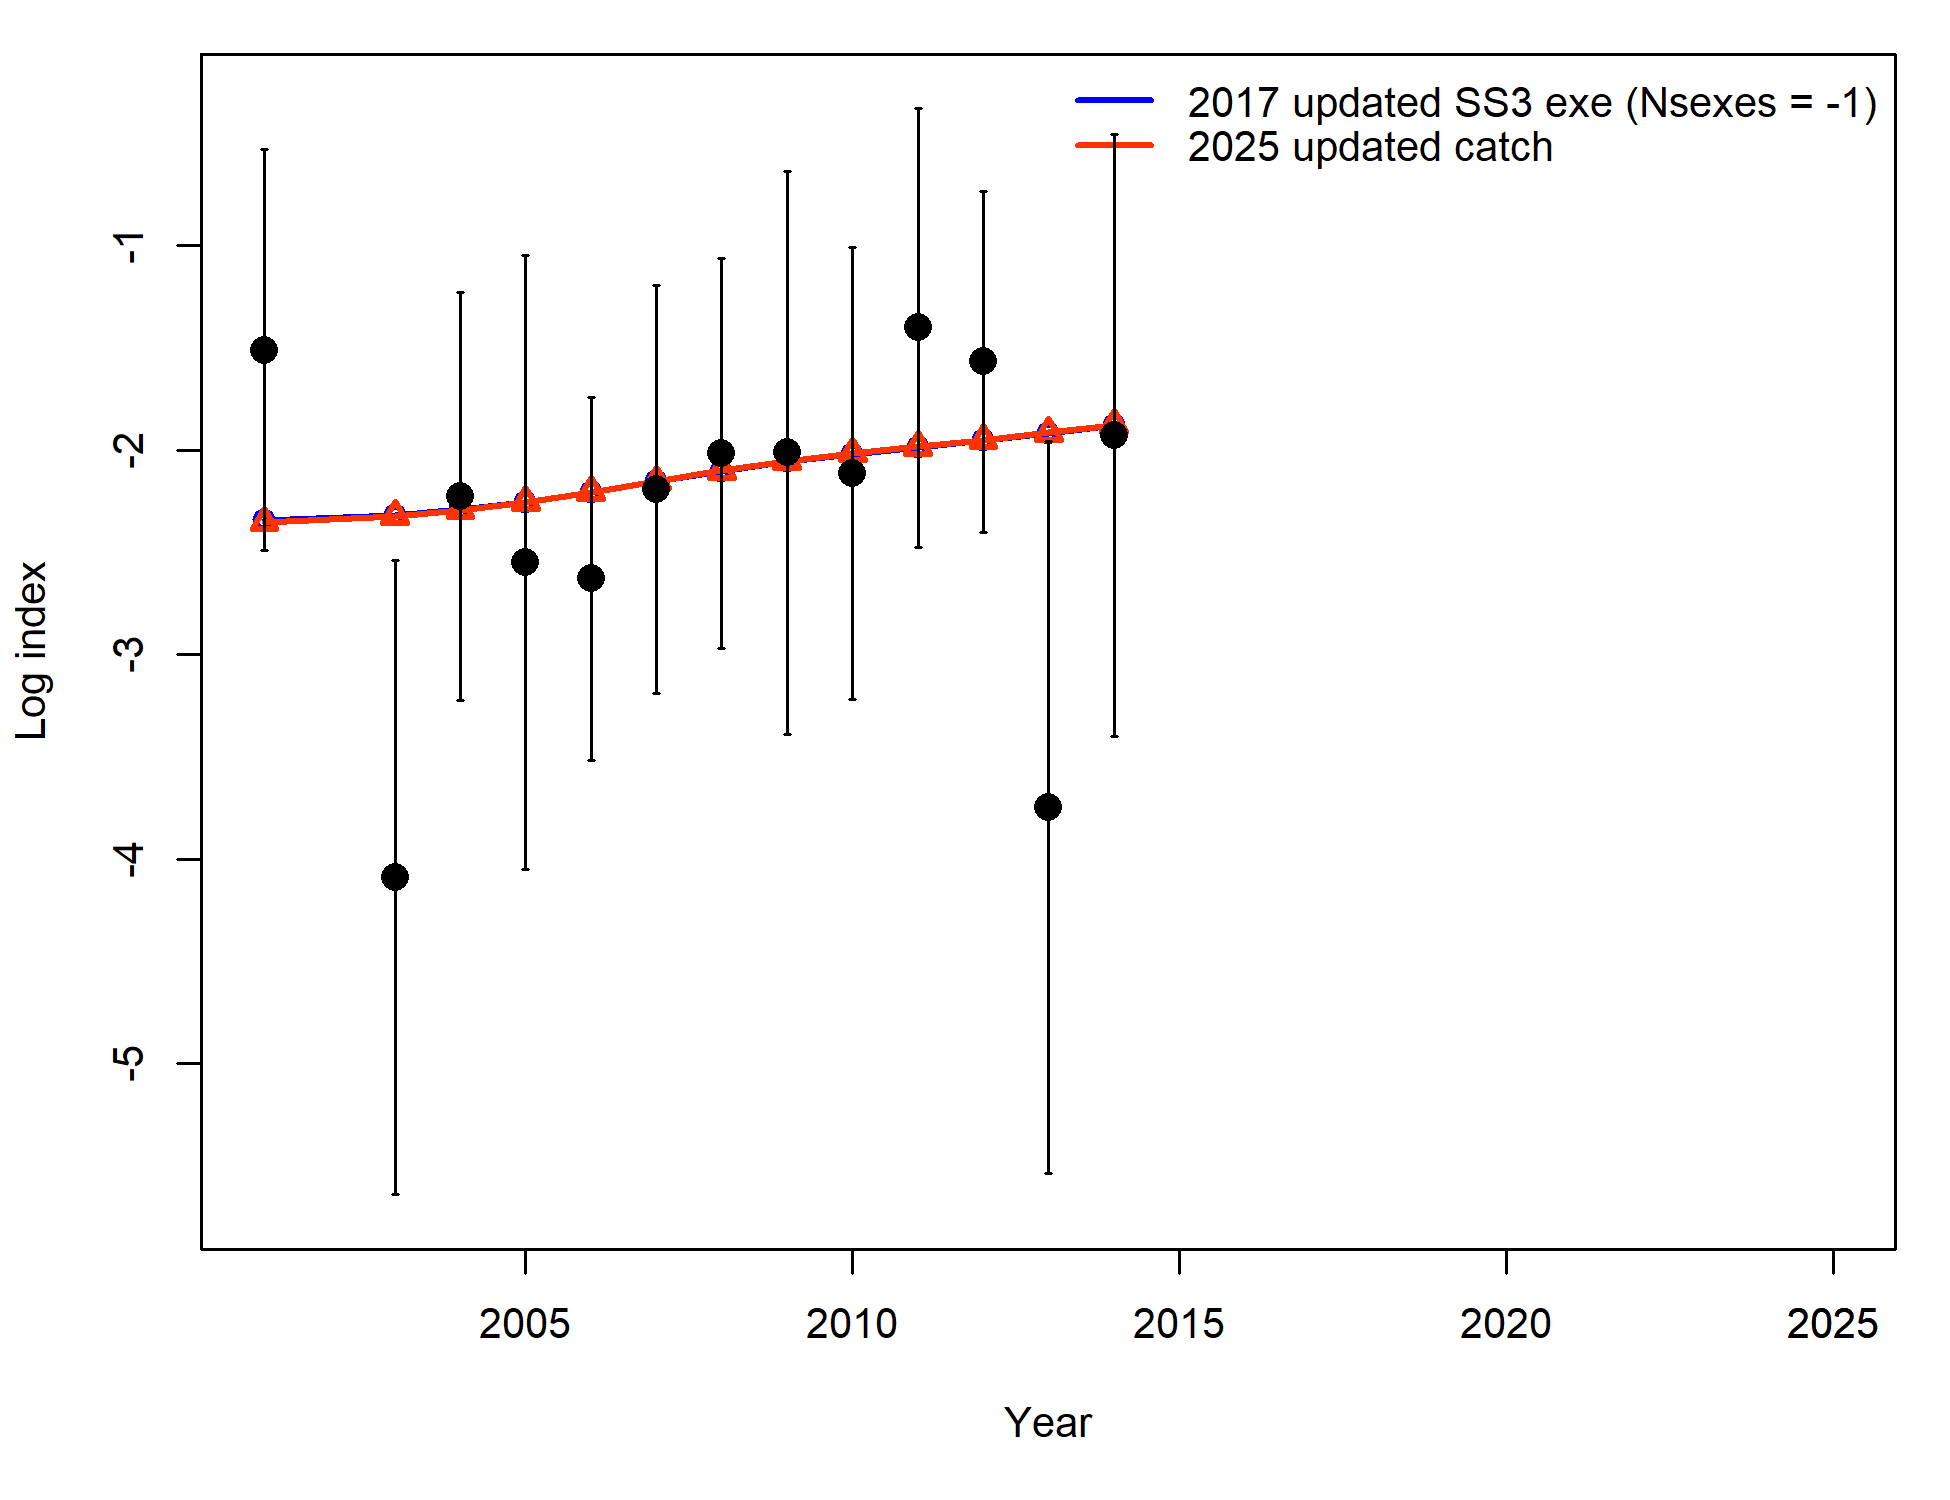 2017 updated SS3 exe (Nsexes = -1)
2025 updated catch
-1
-2
-3
-4
-5
Log index
2005 2010 2015 2020 2025
Year